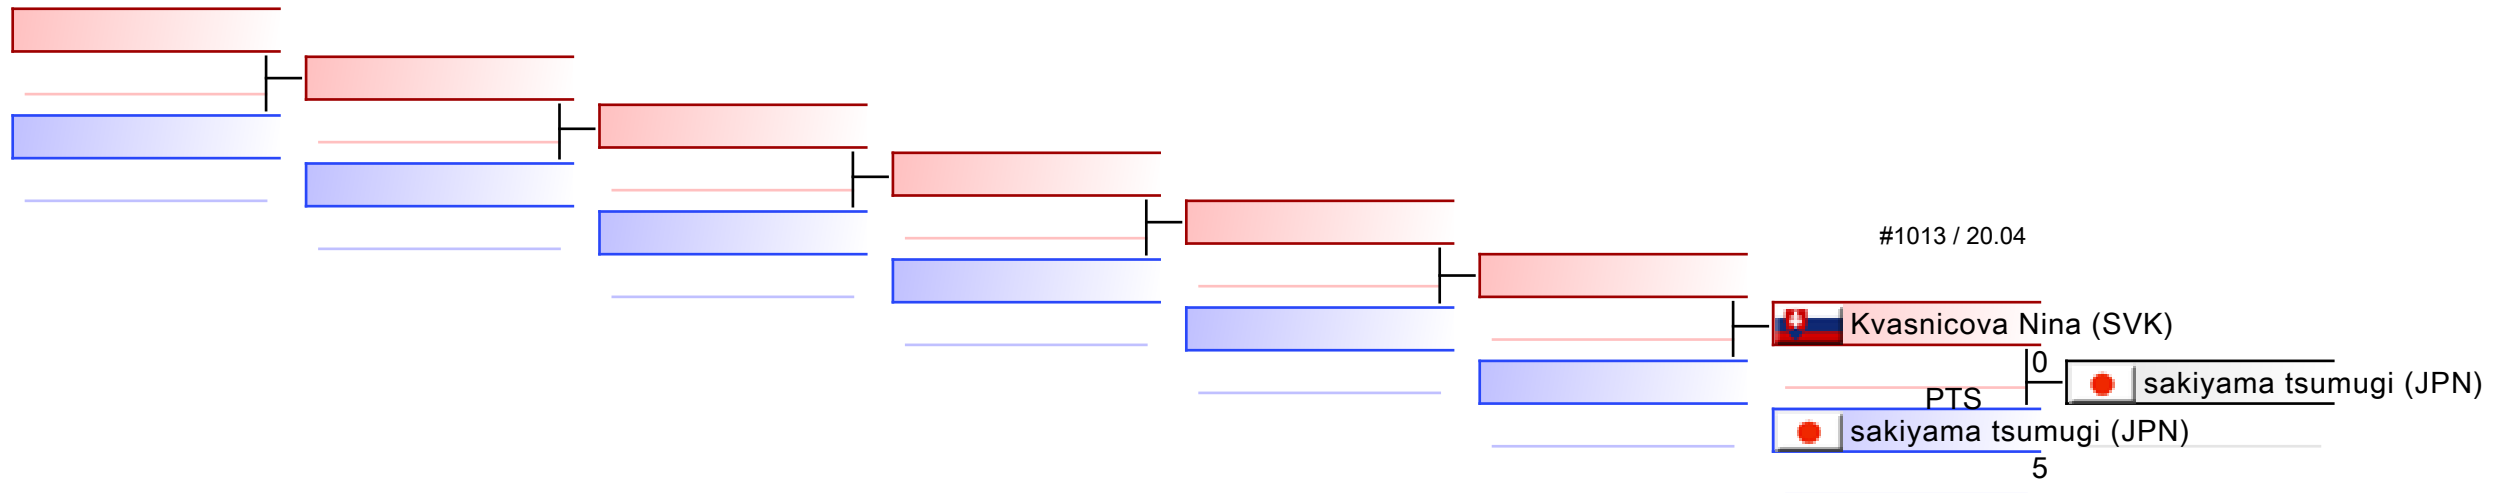 #1013 / 20.04
Kvasnicova Nina (SVK)
0
sakiyama tsumugi (JPN)
PTS
sakiyama tsumugi (JPN)
5